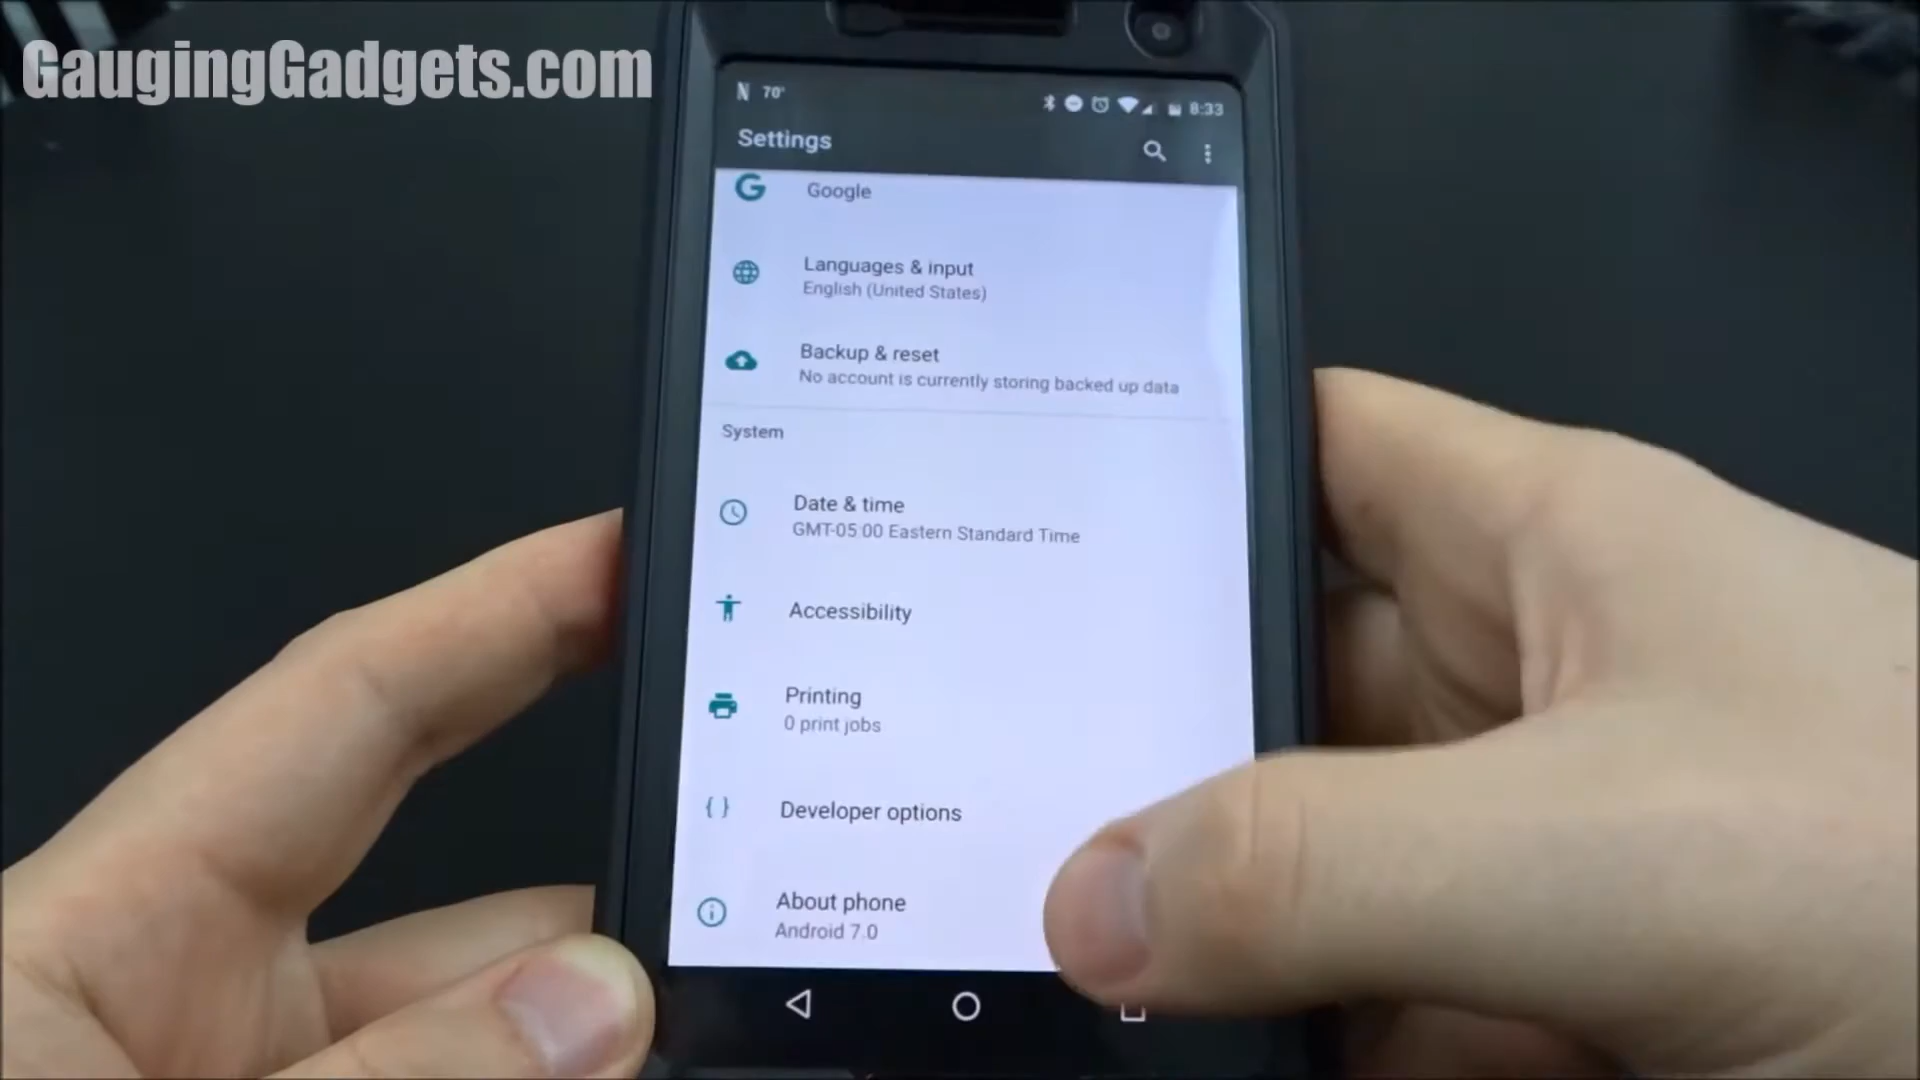 GaugingGadgets.com
70°
8:33
Settings
Google
Languages & input
English (United States)
Backup & reset
No account is currently storing backed up data
System
Date & time
GMT-05:00 Eastern Standard Time
Accessibility
Printing
0 print jobs
{ } Developer options
About phone
Android 7.0